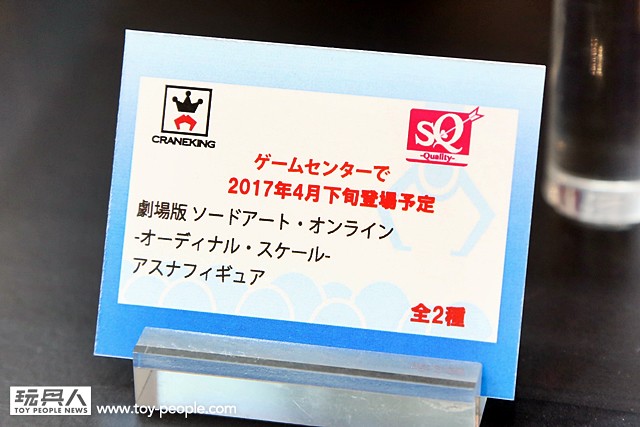 CRANEKING
SQ
-Quality-
ゲームセンターで
2017年4月下旬登場予定
劇場版 ソードアート・オンライン
-オーディナル・スケール-
アスナフィギュア
全2種
玩具人
TOY PEOPLE NEWS
www.toy-people.com